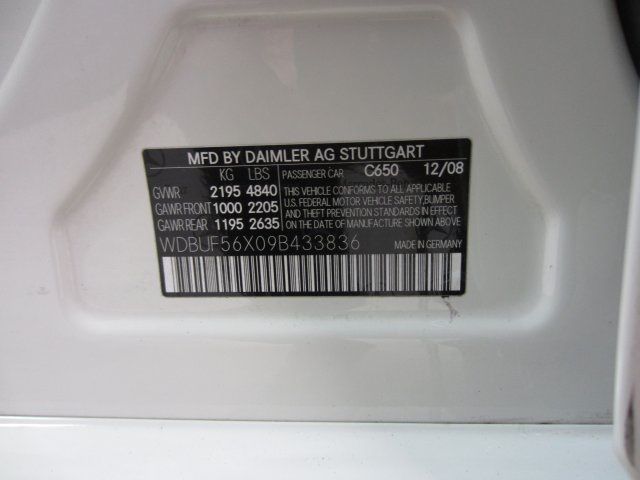 MFD BY DAIMLER AG STUTTGART
KG LBS PASSENGER CAR C650 12/08
GVWR 2195 4840 THIS VEHICLE CONFORMS TO ALL APPLICABLE
GAWR FRONT 1000 2205 U.S. FEDERAL MOTOR VEHICLE SAFETY, BUMPER
AND THEFT PREVENTION STANDARDS IN EFFECT
GAWR REAR 1195 2635 ON THE DATE OF MANUFACTURE SHOWN ABOVE
WDBUF56X09B433836 MADE IN GERMANY